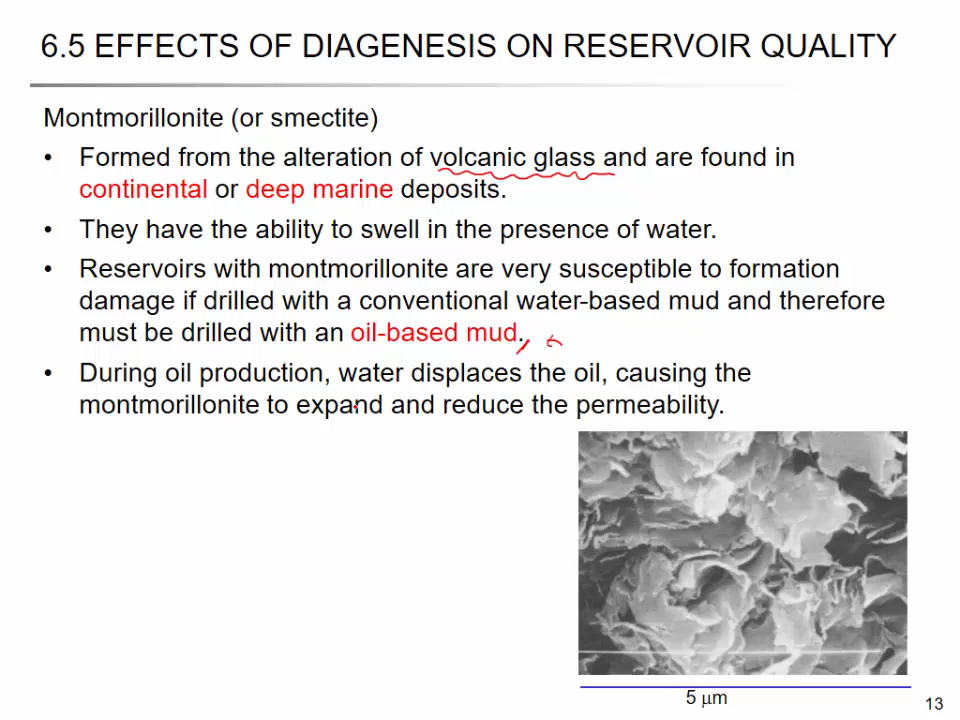 6.5 EFFECTS OF DIAGENESIS ON RESERVOIR QUALITY
Montmorillonite (or smectite)
• Formed from the alteration of volcanic glass and are found in
continental or deep marine deposits.
• They have the ability to swell in the presence of water.
• Reservoirs with montmorillonite are very susceptible to formation
damage if drilled with a conventional water-based mud and therefore
must be drilled with an oil-based mud.
• During oil production, water displaces the oil, causing the
montmorillonite to expand and reduce the permeability.
5 μm
13